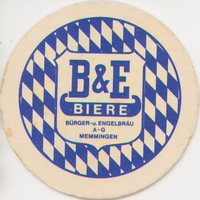 B&E
BIERE
BÜRGER- u. ENGELBRÄU
A-G
MEMMINGEN